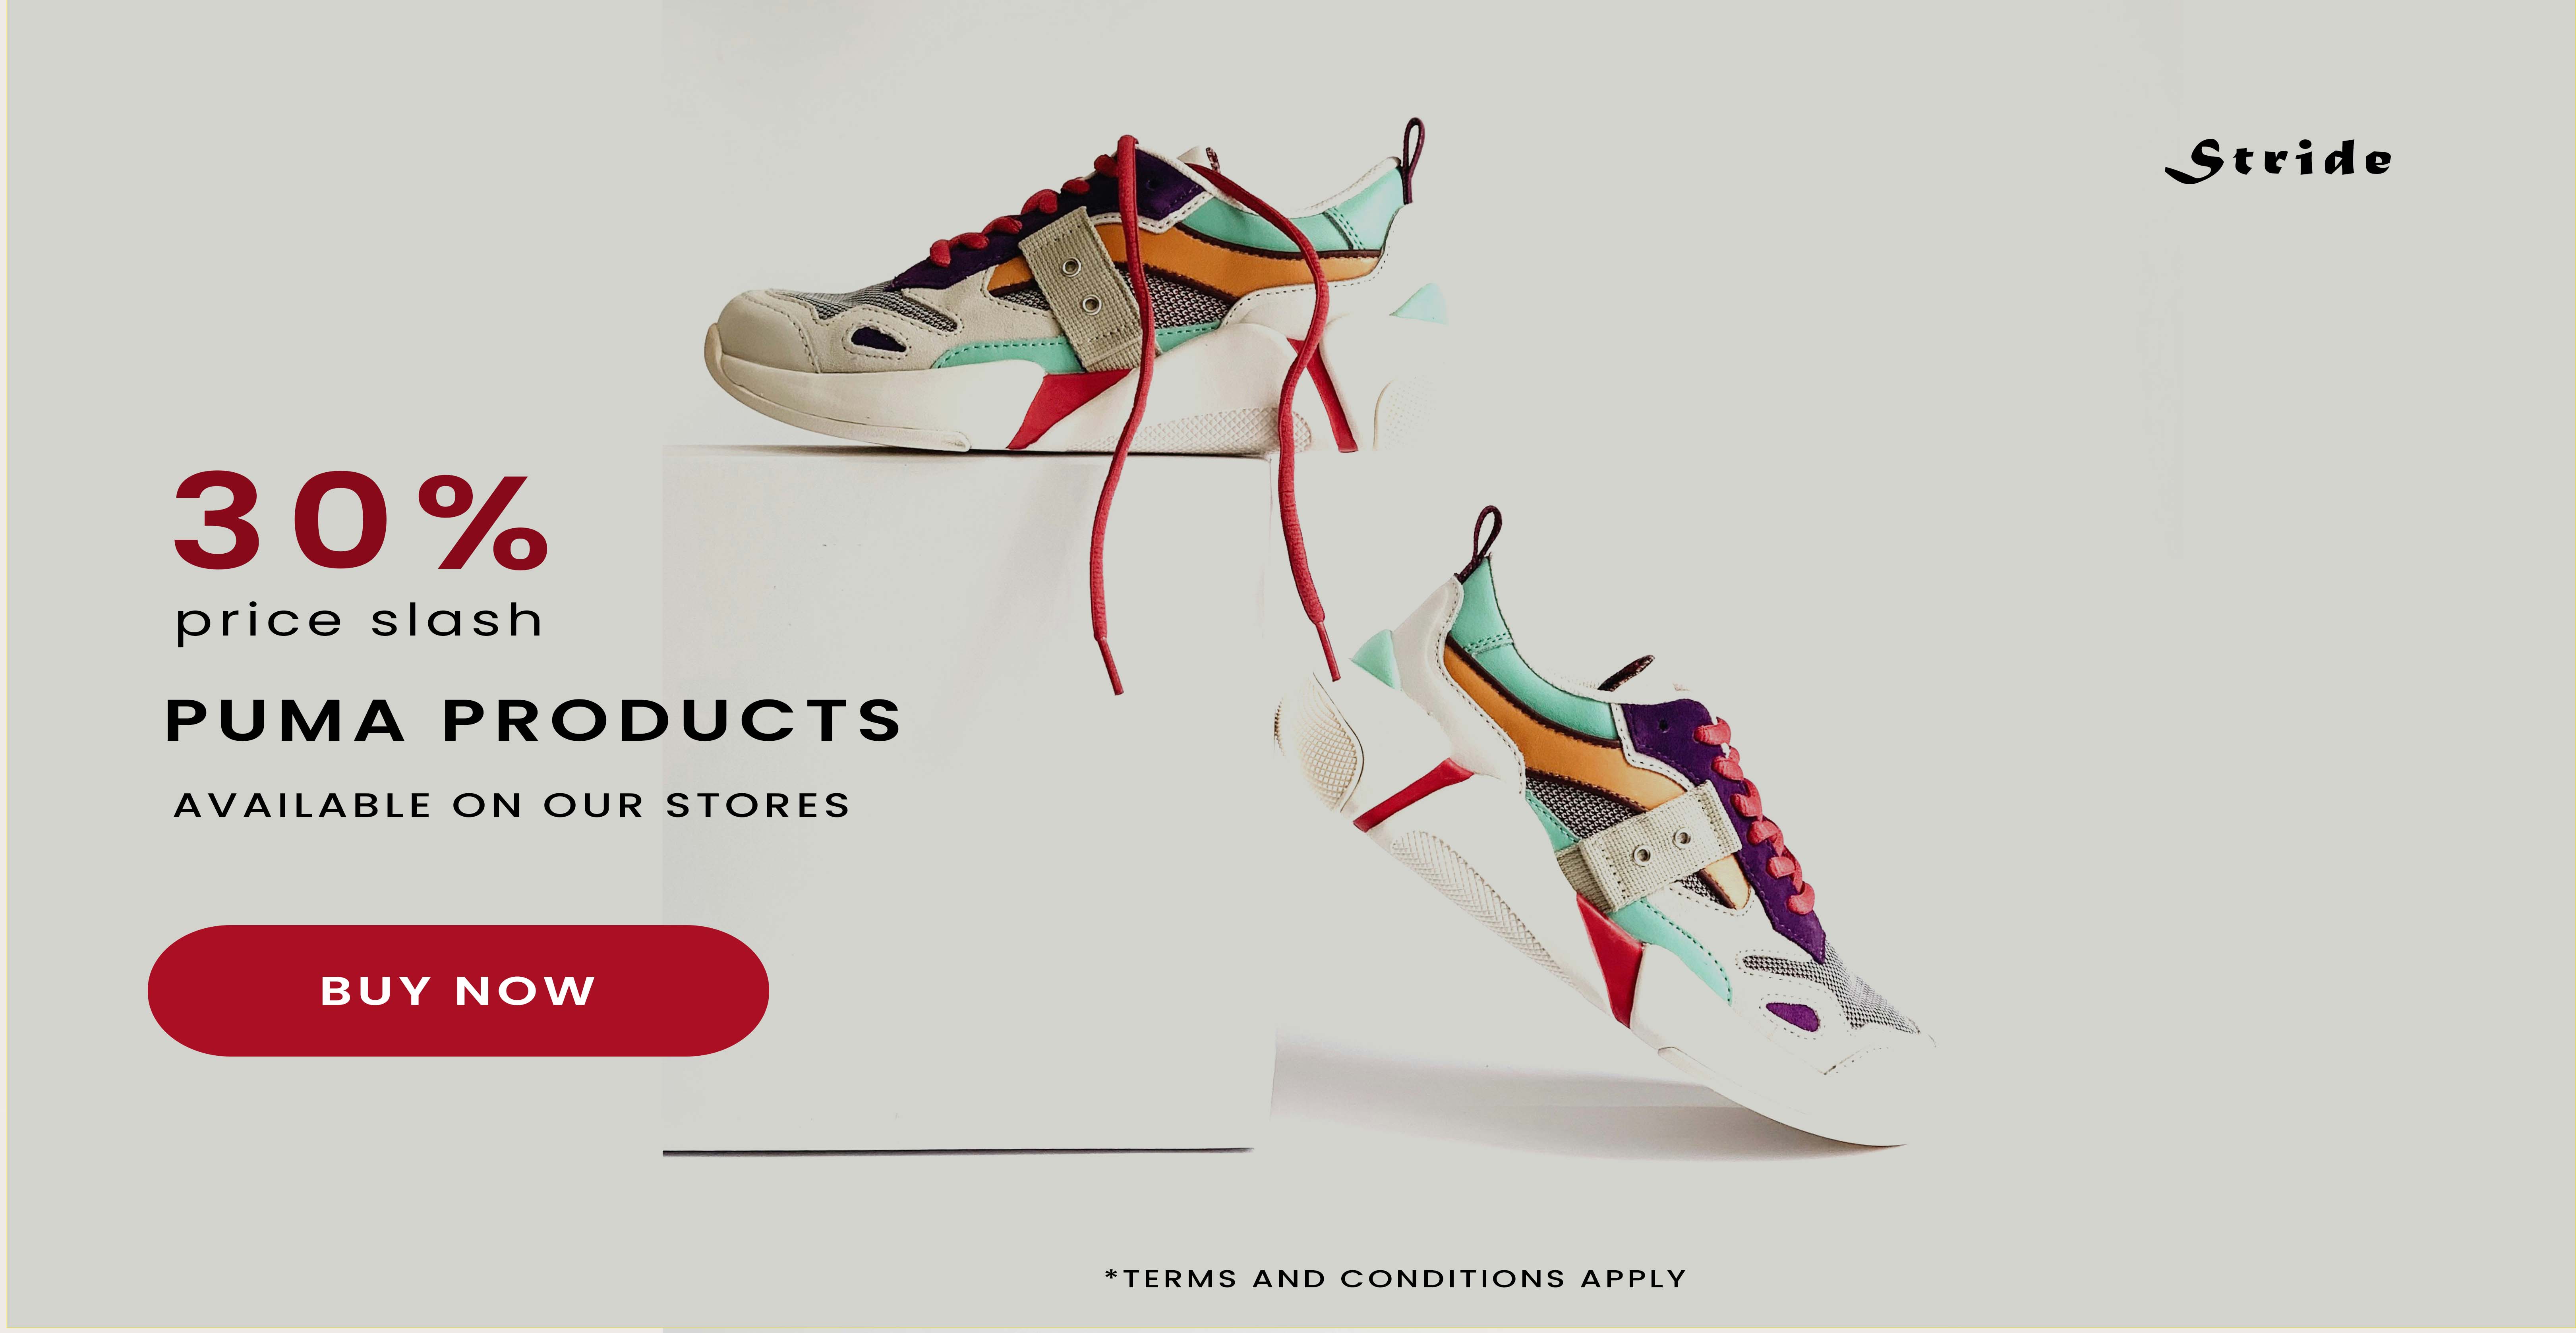 Stride
30%
price slash
PUMA PRODUCTS
AVAILABLE ON OUR STORES
BUY NOW
*TERMS AND CONDITIONS APPLY